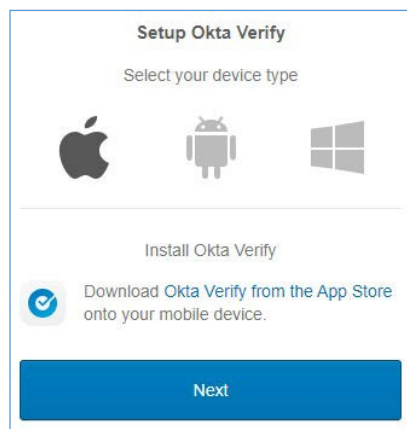 Setup Okta Verify
Select your device type
Install Okta Verify
Download Okta Verify from the App Store
onto your mobile device.
Next